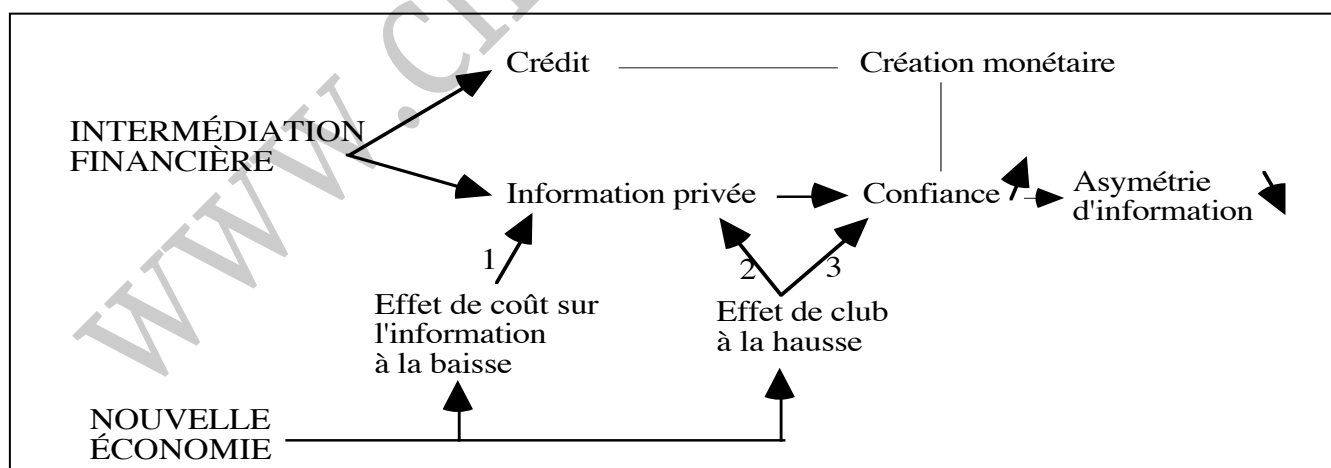 www.c
Crédit
Création monétaire
INTERMÉDIATION
FINANCIÈRE
Information privée
Confiance
Asymétrie
d'information
1
2
3
Effet de coût sur
l'information
à la baisse
Effet de club
à la hausse
NOUVELLE
ÉCONOMIE